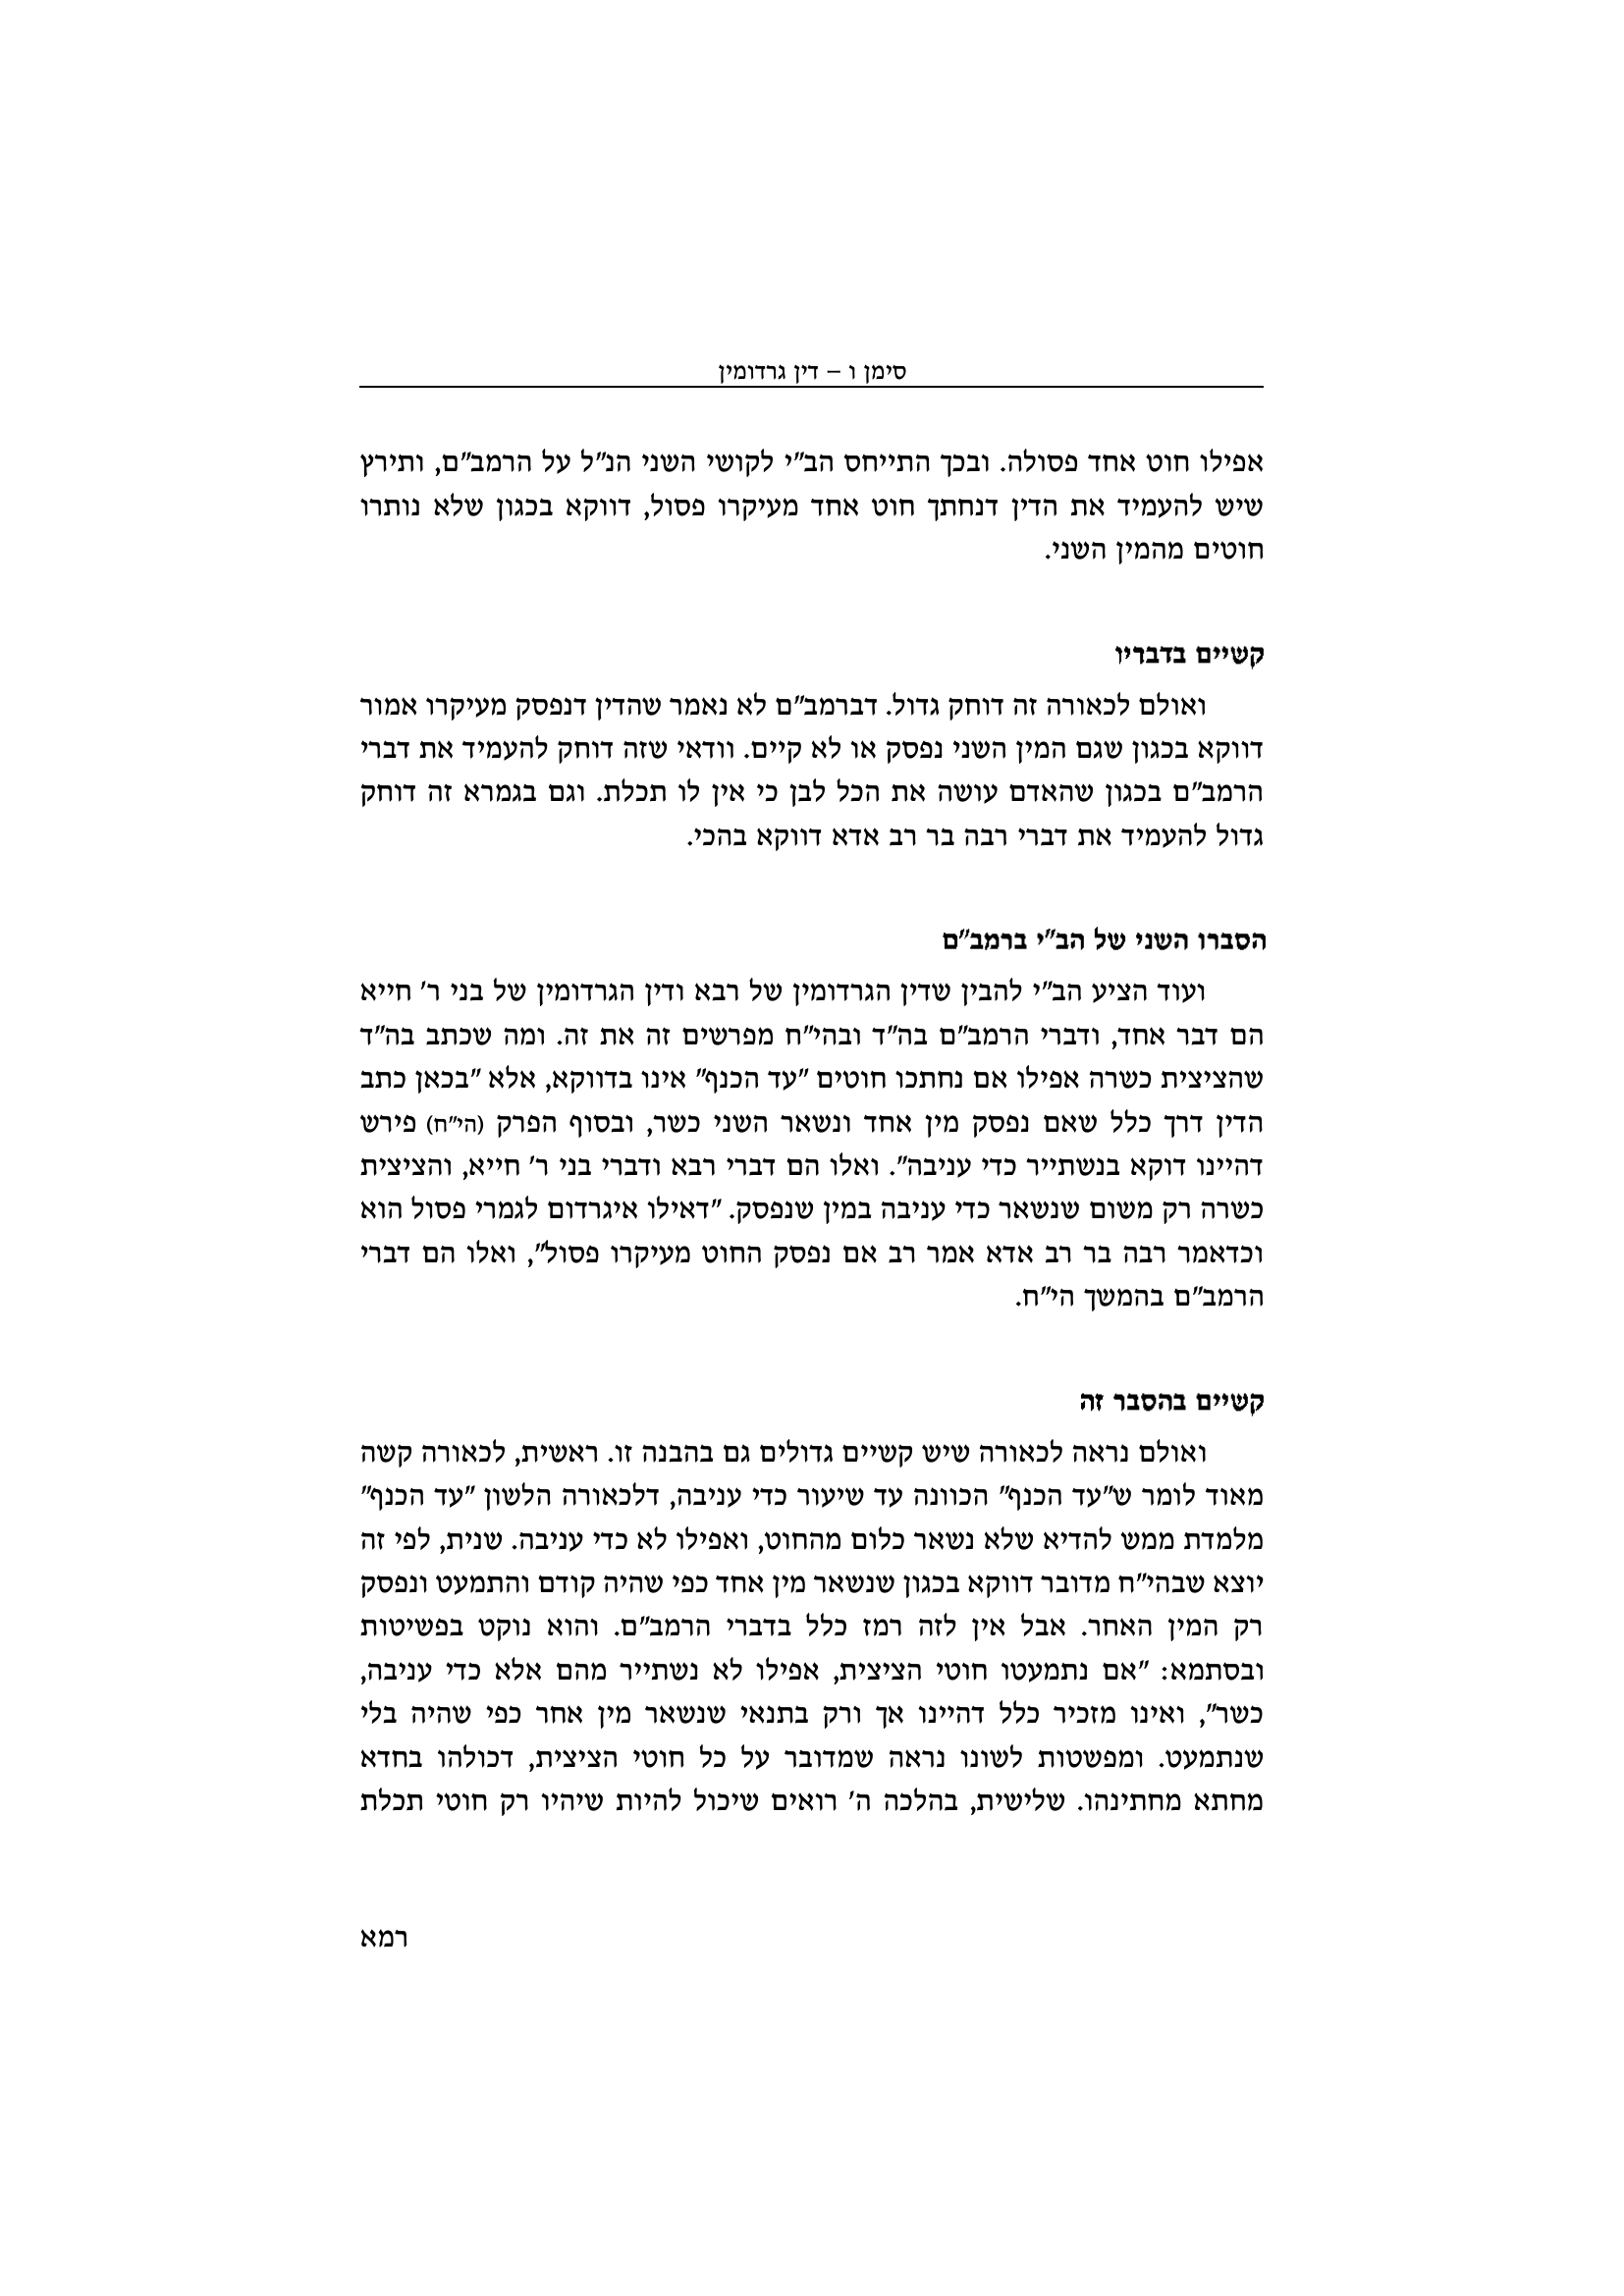 סימן ו – דין גרדומין
אפילו חוט אחד פסולה. ובכך התייחס הב״י לקושי השני הנ״ל על הרמב״ם, ותירץ
שיש להעמיד את הדין דנחתך חוט אחד מעיקרו פסול, דווקא בכגון שלא נותרו
חוטים מהמין השני.
קשיים בדבריו
ואולם לכאורה זה דוחק גדול. דברמב״ם לא נאמר שהדין דנפסק מעיקרו אמור
דווקא בכגון שגם המין השני נפסק או לא קיים. וודאי שזה דוחק להעמיד את דברי
הרמב״ם בכגון שהאדם עושה את הכל לבן כי אין לו תכלת. וגם בגמרא זה דוחק
גדול להעמיד את דברי רבה בר רב אדא דווקא בהכי.
הסברו השני של הב״י ברמב״ם
ועוד הציע הב״י להבין שדין הגרדומין של רבא ודין הגרדומין של בני ר׳ חייא
הם דבר אחד, ודברי הרמב״ם בה״ד ובהי״ח מפרשים זה את זה. ומה שכתב בה״ד
שהציצית כשרה אפילו אם נחתכו חוטים ״עד הכנף״ אינו בדווקא, אלא ״בכאן כתב
הדין דרך כלל שאם נפסק מין אחד ונשאר השני כשר, ובסוף הפרק (הי״ח) פירש
דהיינו דוקא בנשתייר כדי עניבה״. ואלו הם דברי רבא ודברי בני ר׳ חייא, והציצית
כשרה רק משום שנשאר כדי עניבה במין שנפסק. ״דאילו איגרדום לגמרי פסול הוא
וכדאמר רבה בר רב אדא אמר רב אם נפסק החוט מעיקרו פסול״, ואלו הם דברי
הרמב״ם בהמשך הי״ח.
קשיים בהסבר זה
ואולם נראה לכאורה שיש קשיים גדולים גם בהבנה זו. ראשית, לכאורה קשה
מאוד לומר ש״עד הכנף״ הכוונה עד שיעור כדי עניבה, דלכאורה הלשון ״עד הכנף״
מלמדת ממש להדיא שלא נשאר כלום מהחוט, ואפילו לא כדי עניבה. שנית, לפי זה
יוצא שבהי״ח מדובר דווקא בכגון שנשאר מין אחד כפי שהיה קודם והתמעט ונפסק
רק המין האחר. אבל אין לזה רמז כלל בדברי הרמב״ם. והוא נוקט בפשיטות
ובסתמא: ״אם נתמעטו חוטי הציצית, אפילו לא נשתייר מהם אלא כדי עניבה,
כשר״, ואינו מזכיר כלל דהיינו אך ורק בתנאי שנשאר מין אחר כפי שהיה בלי
שנתמעט. ומפשטות לשונו נראה שמדובר על כל חוטי הציצית, דכולהו בחדא
מחתא מחתינהו. שלישית, בהלכה ה׳ רואים שיכול להיות שיהיו רק חוטי תכלת
רמא